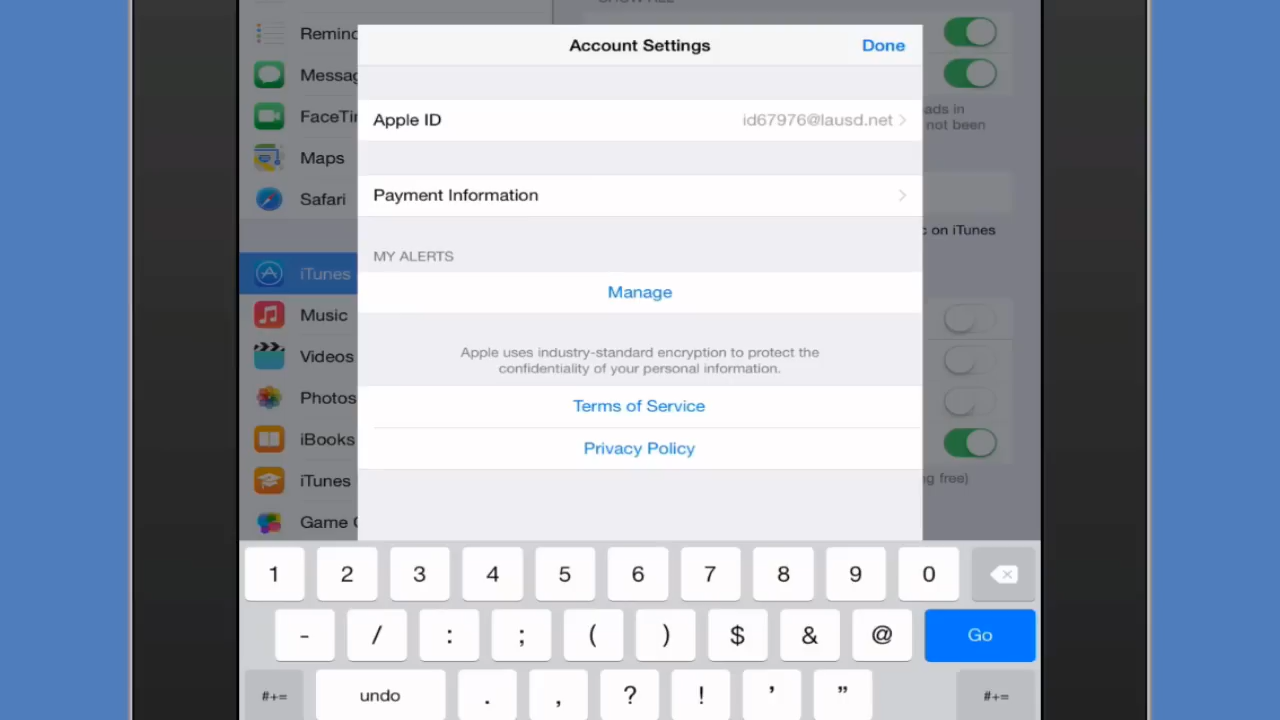 Account Settings
Done
Apple ID
id67976@lausd.net
Payment Information
MY ALERTS
Manage
Apple uses industry-standard encryption to protect the
confidentiality of your personal information.
Terms of Service
Privacy Policy
Remind
Messag
FaceTi
Maps
Safari
iTunes
Music
Videos
Photos
iBooks
iTunes
Game C
ads in
not been
c on iTunes
ng free)
1 2 3 4 5 6 7 8 9 0
- / : ; ( ) $ & @ Go
#+= undo . , ? ! ’ ” #+=